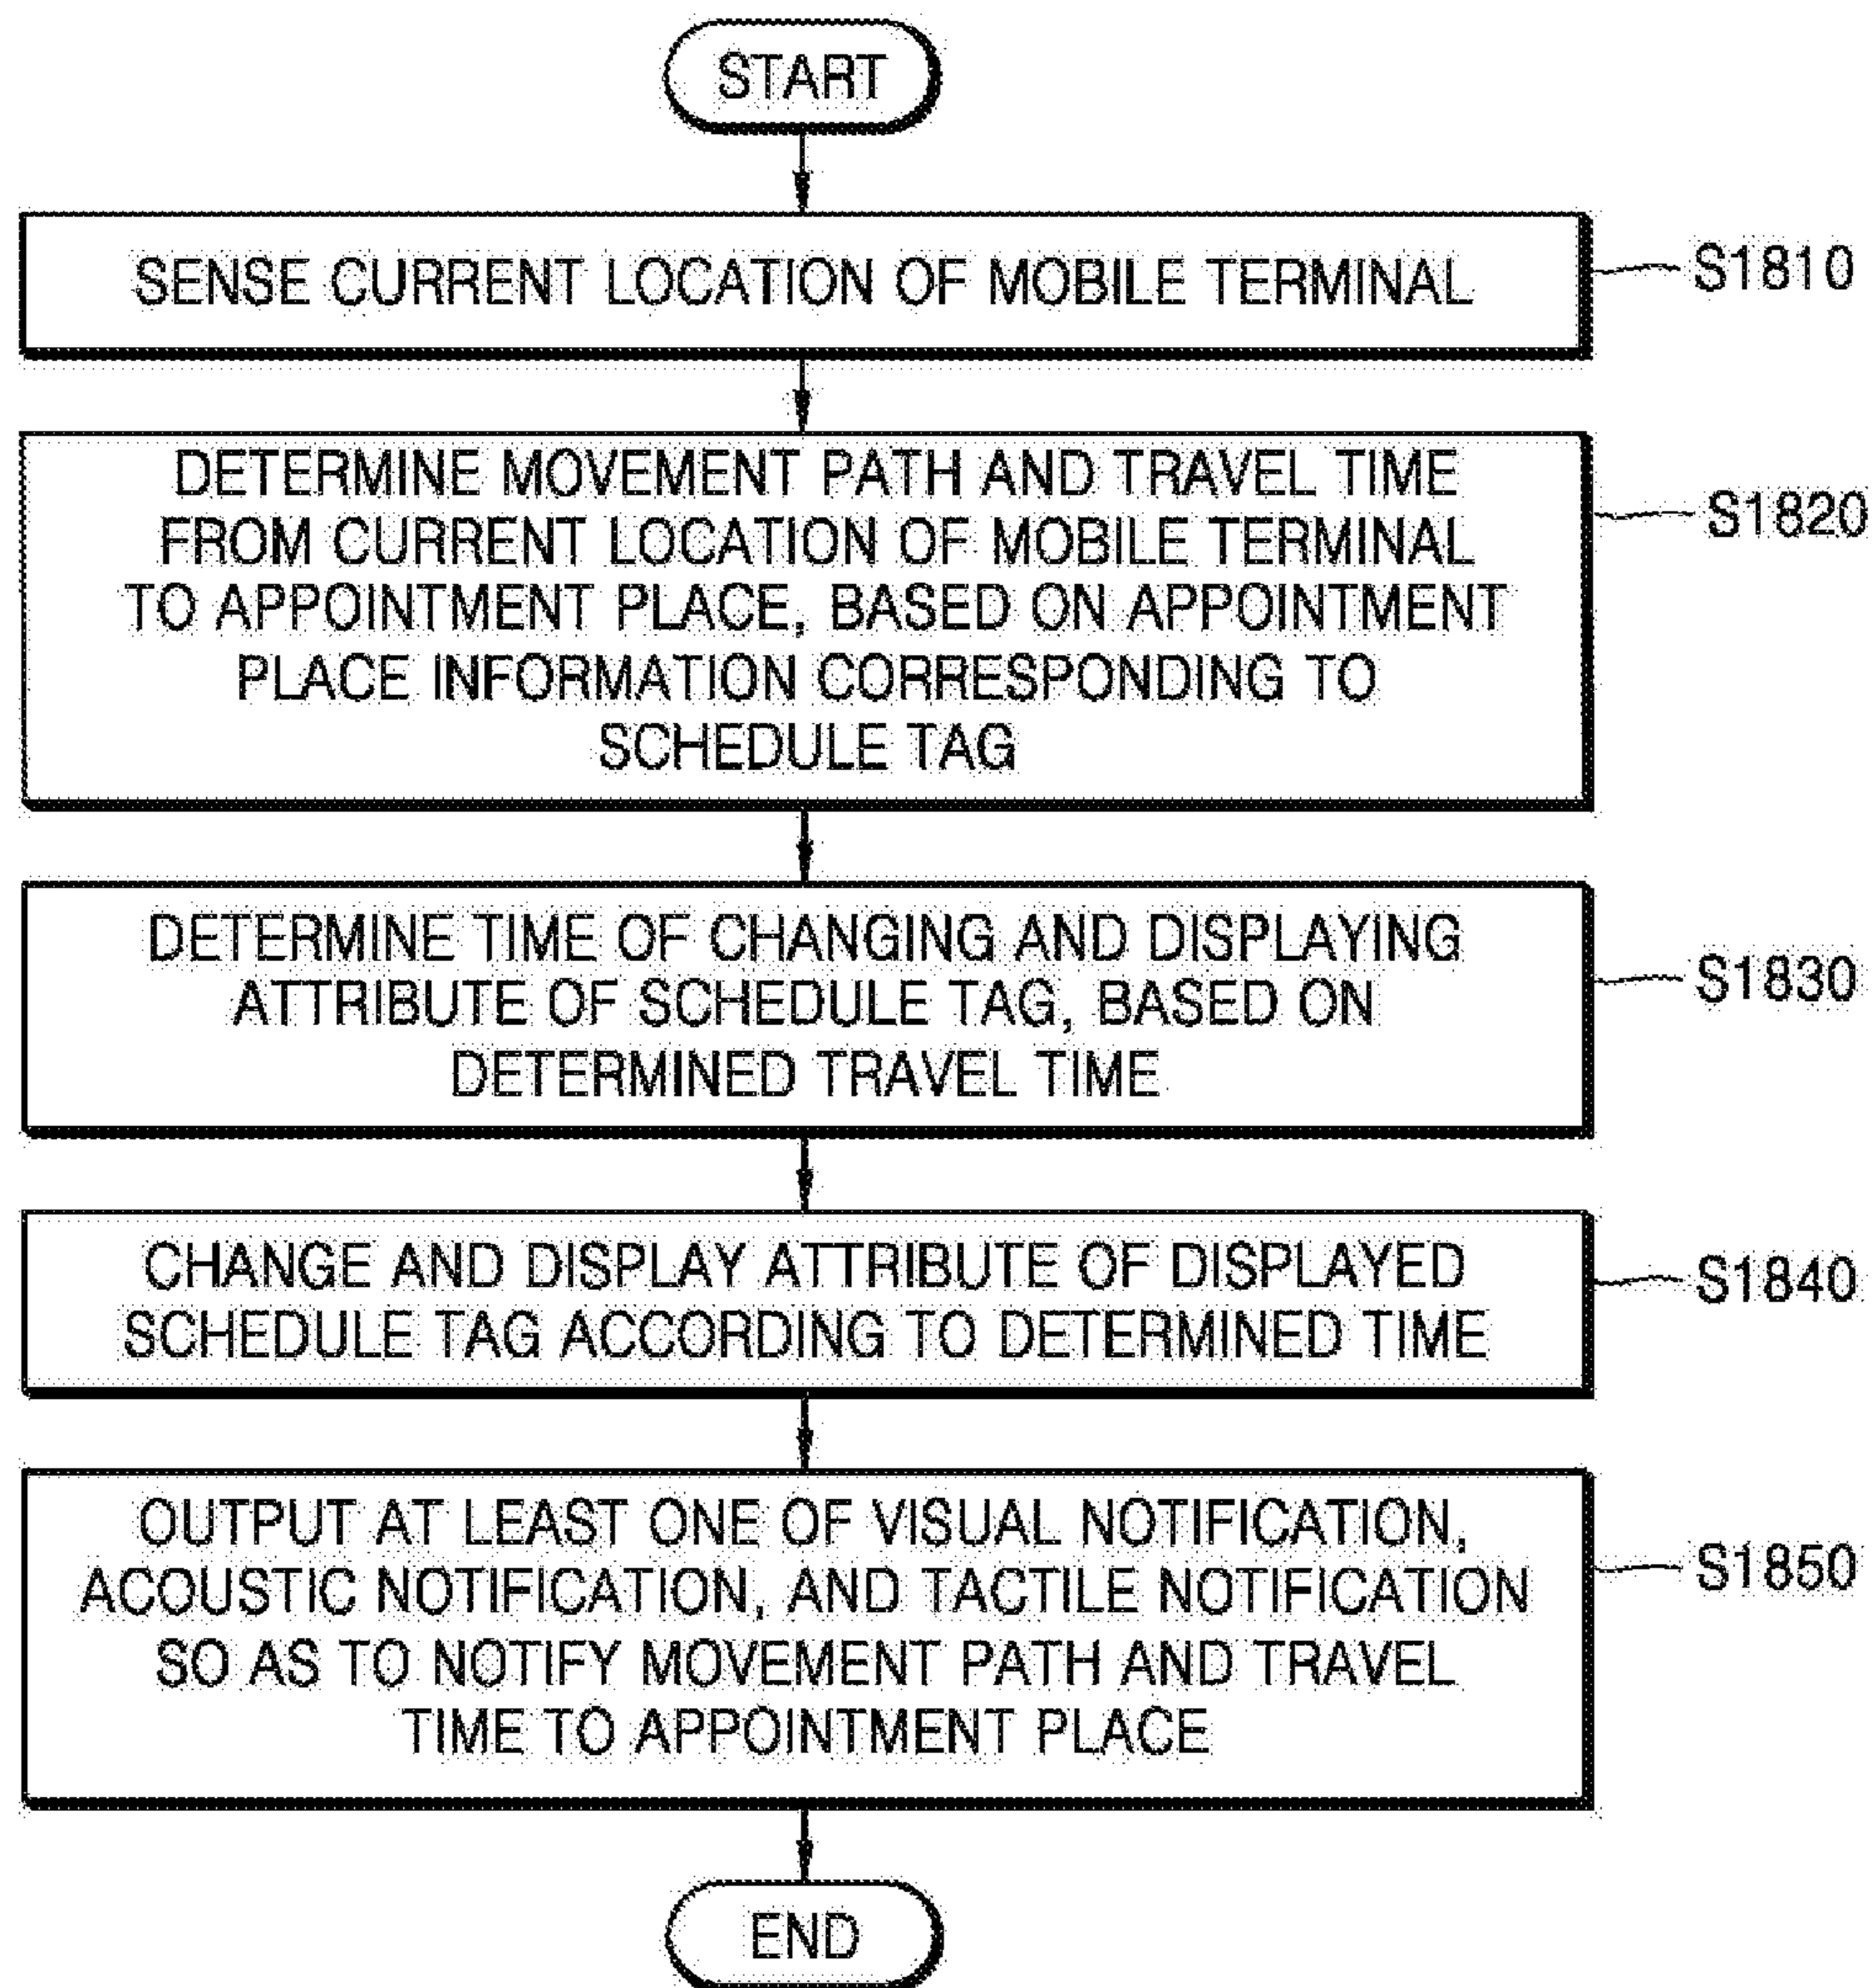 START
SENSE CURRENT LOCATION OF MOBILE TERMINAL
S1810
DETERMINE MOVEMENT PATH AND TRAVEL TIME
FROM CURRENT LOCATION OF MOBILE TERMINAL
TO APPOINTMENT PLACE, BASED ON APPOINTMENT
PLACE INFORMATION CORRESPONDING TO
SCHEDULE TAG
S1820
DETERMINE TIME OF CHANGING AND DISPLAYING
ATTRIBUTE OF SCHEDULE TAG, BASED ON
DETERMINED TRAVEL TIME
S1830
CHANGE AND DISPLAY ATTRIBUTE OF DISPLAYED
SCHEDULE TAG ACCORDING TO DETERMINED TIME
S1840
OUTPUT AT LEAST ONE OF VISUAL NOTIFICATION,
ACOUSTIC NOTIFICATION, AND TACTILE NOTIFICATION
SO AS TO NOTIFY MOVEMENT PATH AND TRAVEL
TIME TO APPOINTMENT PLACE
S1850
END